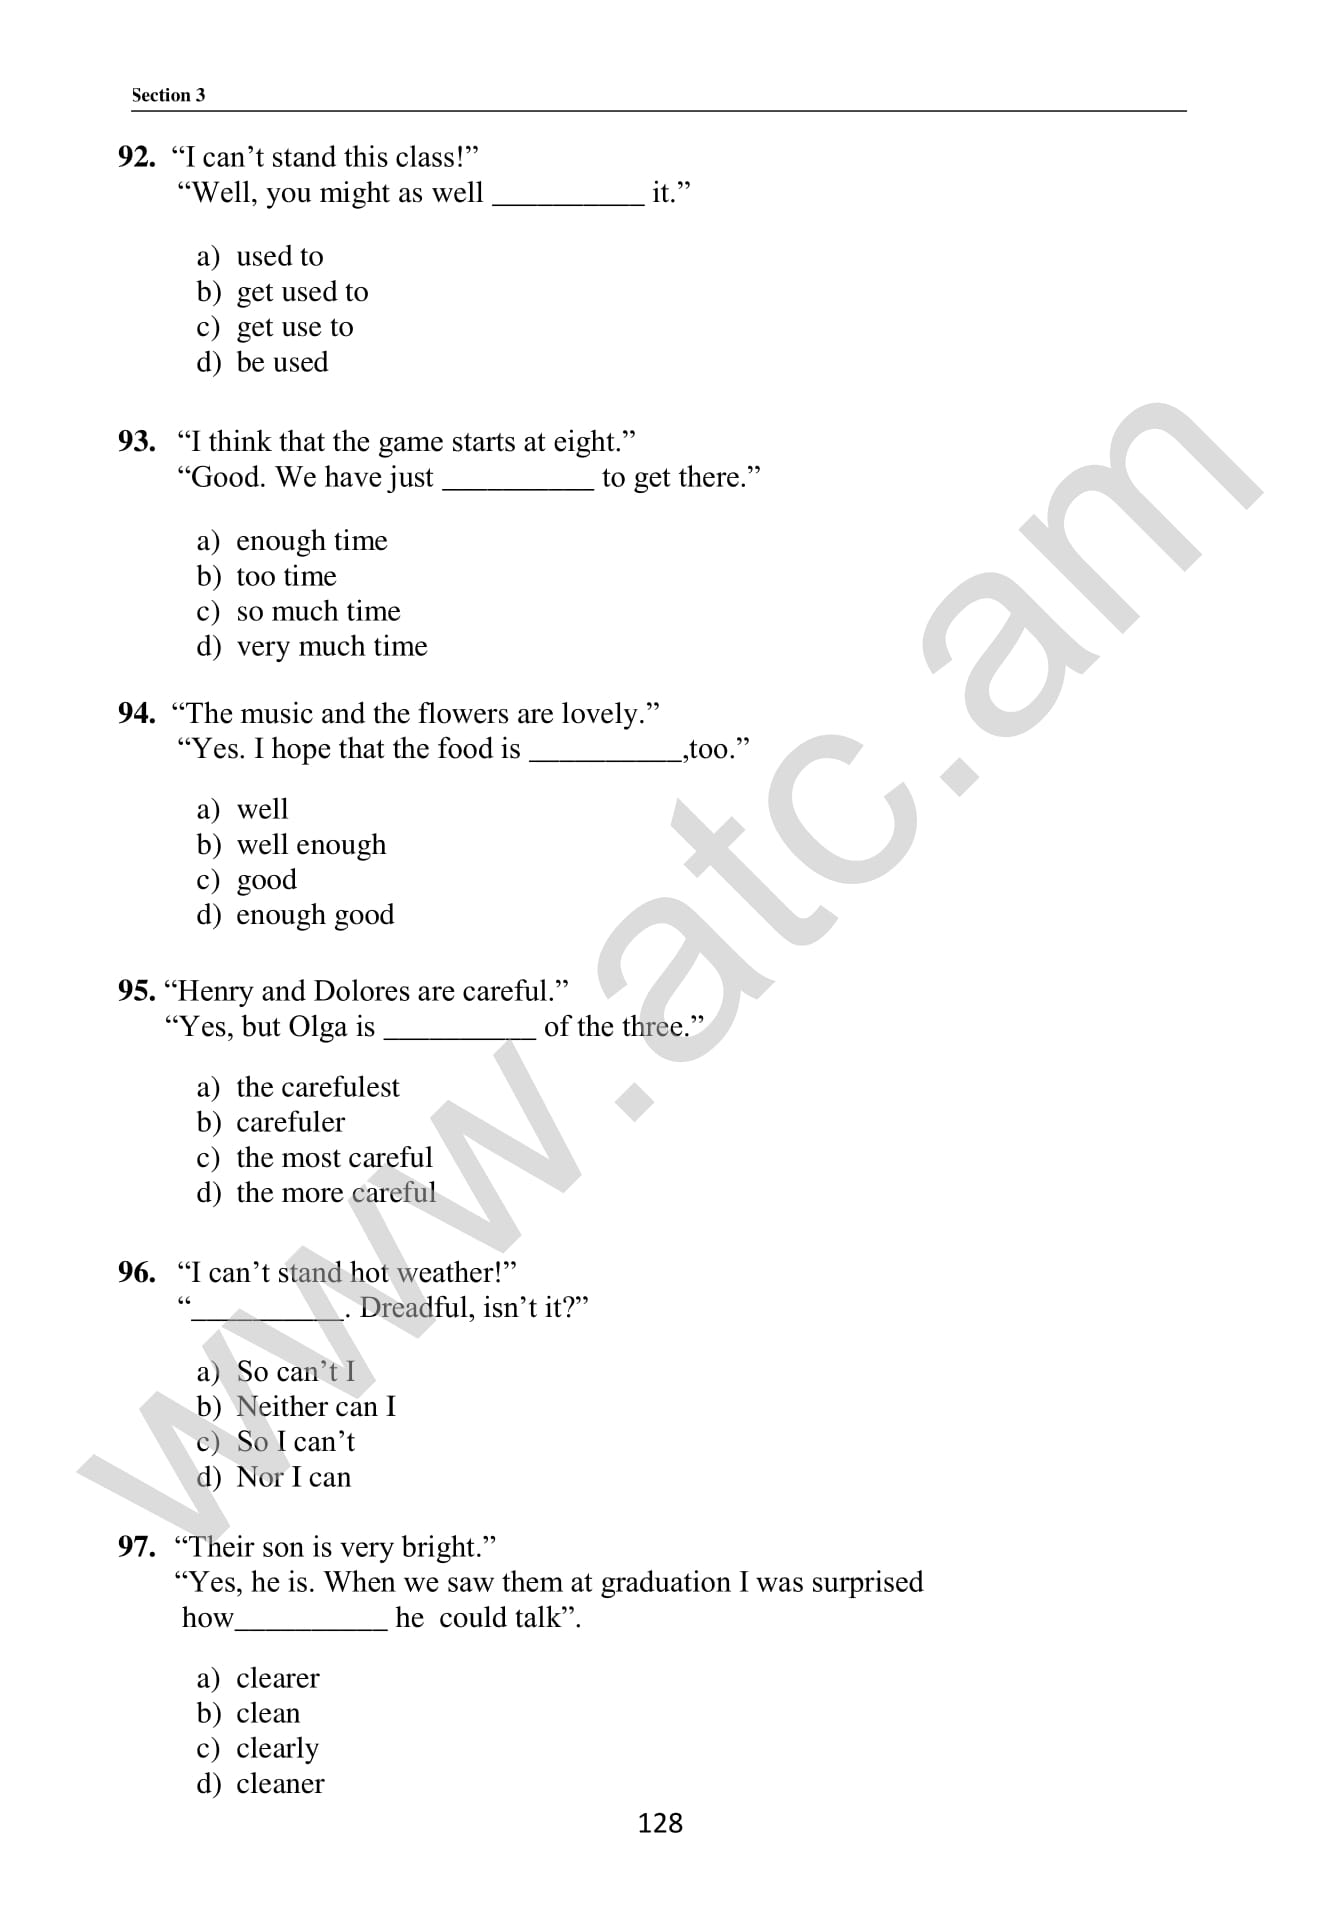 Section 3
92. “I can’t stand this class!”
“Well, you might as well __________ it.”
a) used to
b) get used to
c) get use to
d) be used
93. “I think that the game starts at eight.”
“Good. We have just __________ to get there.”
a) enough time
b) too time
c) so much time
d) very much time
94. “The music and the flowers are lovely.”
“Yes. I hope that the food is __________,too.”
a) well
b) well enough
c) good
d) enough good
95. “Henry and Dolores are careful.”
“Yes, but Olga is __________ of the three.”
a) the carefulest
b) carefuler
c) the most careful
d) the more careful
96. “I can’t stand hot weather!”
“__________. Dreadful, isn’t it?”
a) So can’t I
b) Neither can I
c) So I can’t
d) Nor I can
97. “Their son is very bright.”
“Yes, he is. When we saw them at graduation I was surprised
how__________ he could talk”.
a) clearer
b) clean
c) clearly
d) cleaner
128
www.atc.am